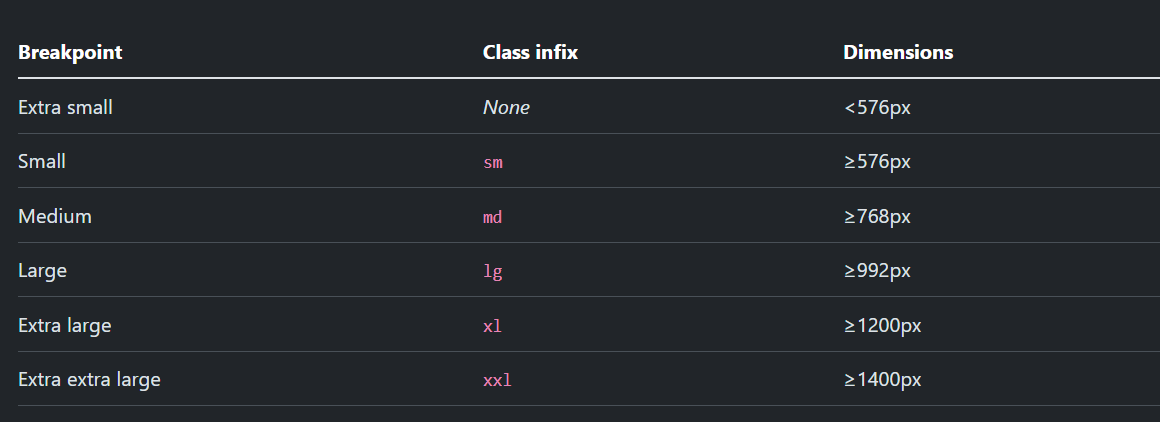 Breakpoint Class infix Dimensions
Extra small None <576px
Small sm ≥576px
Medium md ≥768px
Large lg ≥992px
Extra large xl ≥1200px
Extra extra large xxl ≥1400px